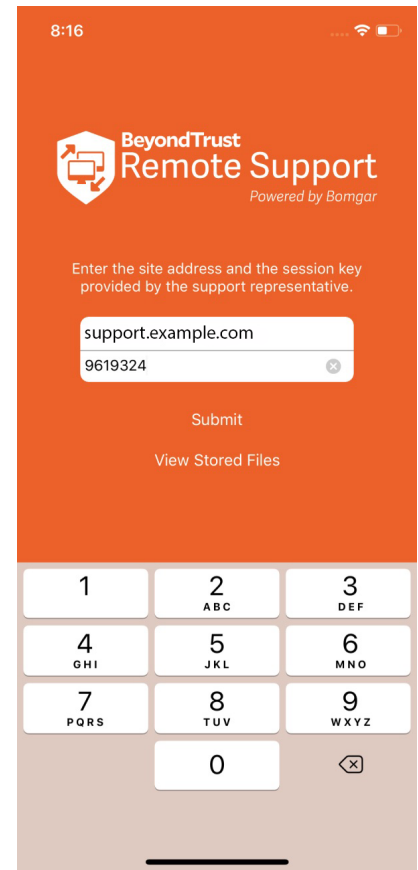 8:16
BeyondTrust
Remote Support
Powered by Bomgar
Enter the site address and the session key
provided by the support representative.
support.example.com
9619324
Submit
View Stored Files
1 2 3
ABC DEF
4 5 6
GHI JKL MNO
7 8 9
PQRS TUV WXYZ
0